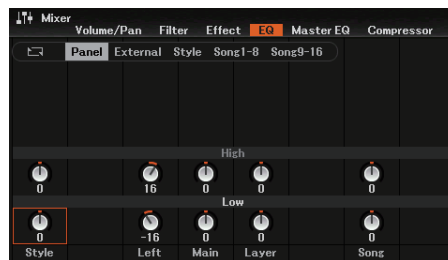 Mixer
Volume/Pan Filter Effect EQ Master EQ Compressor
Panel External Style Song1-8 Song9-16
High
0 16 0 0 0
Low
0 -16 0 0 0
Style Left Main Layer Song